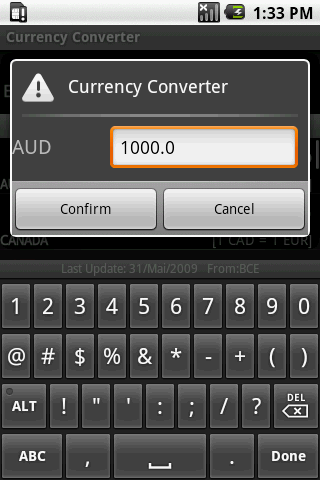 1:33 PM
Currency Converter
Currency Converter
AUD 1000.0
Confirm Cancel
CANADA [1 CAD = 1 EUR]
Last Update: 31/Mai/2009 From:BCE
1 2 3 4 5 6 7 8 9 0
@ # $ % & * - + ( )
ALT ! " ' : ; / ? DEL
ABC , . Done